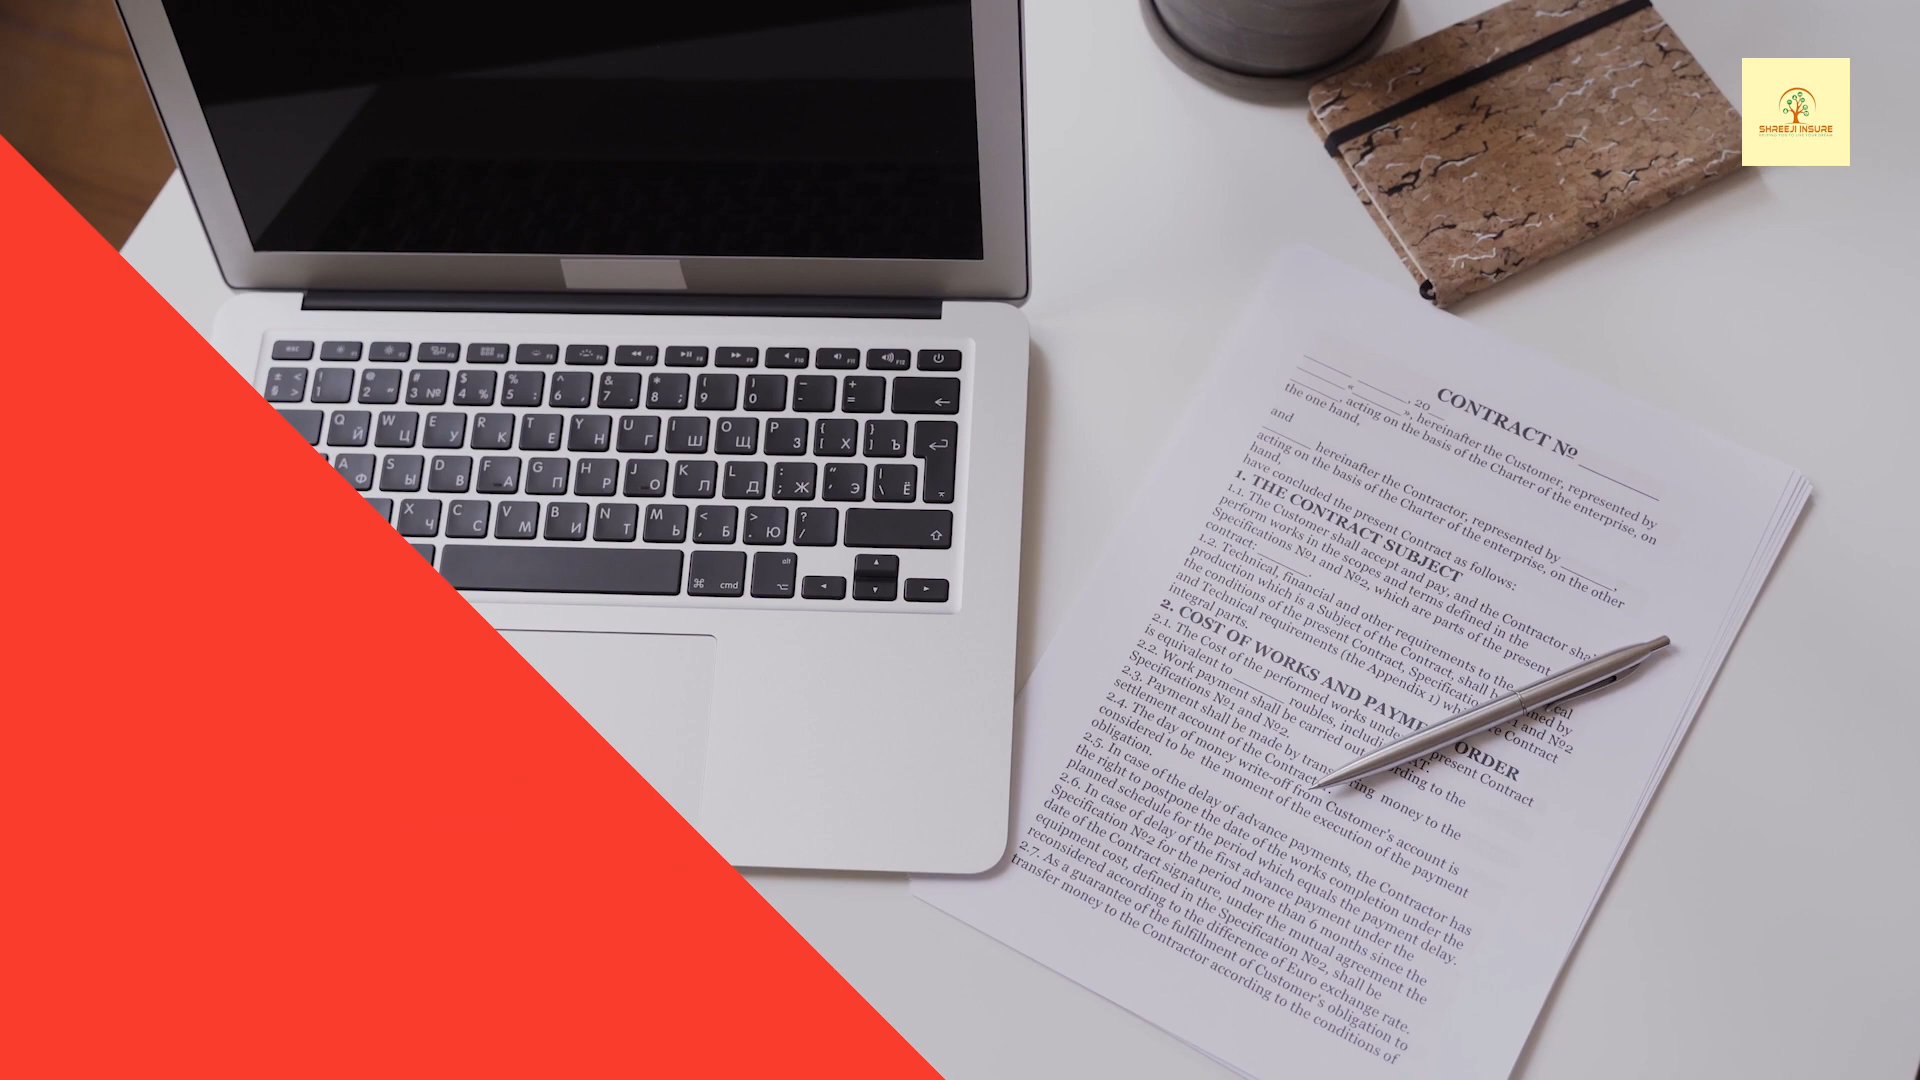 SHREEJI INSURE
CONTRACT №
______«________, 20__
______, acting on the basis of the Charter of the enterprise, on
______», hereinafter the Customer, represented by
the one hand,
and
______ hereinafter the Contractor, represented by ______,
acting on the basis of the Charter of the enterprise, on the other
hand,
have concluded the present Contract as follows:
1. THE CONTRACT SUBJECT
1.1. The Customer shall accept and pay, and the Contractor shall
perform works in the scopes and terms defined in the
Specifications №1 and №2, which are parts of the present
contract: ______.
1.2. Technical, financial and other requirements to the
production which is a Subject of the Contract, shall be
the conditions of the present Contract,
and Technical requirements (the Appendix 1)
integral parts.
2. COST OF WORKS AND PAYME ORDER
2.1. The Cost of the performed works present Contract
is equivalent to ______ roubles,
2.2. Work payment shall be carried out to the
Specifications №1 and №2.
2.3. Payment shall be made by money to the
settlement account of the
2.4. The day of money write-off from Customer's account is
considered to be the moment of the execution of the payment
obligation.
2.5. In case of the delay of advance payments, the Contractor has
the right to postpone the date of the works completion under the
planned schedule for the period which equals the payment delay.
2.6. In case of delay of the first advance payment under the
Specification №2 for the period more than 6 months since the
date of the Contract signature, under the mutual agreement the
equipment cost, defined in the Specification №2, shall be
reconsidered according to the difference of Euro exchange rate.
2.7. As a guarantee of the fulfillment of Customer's obligation to
transfer money to the Contractor according to the conditions of